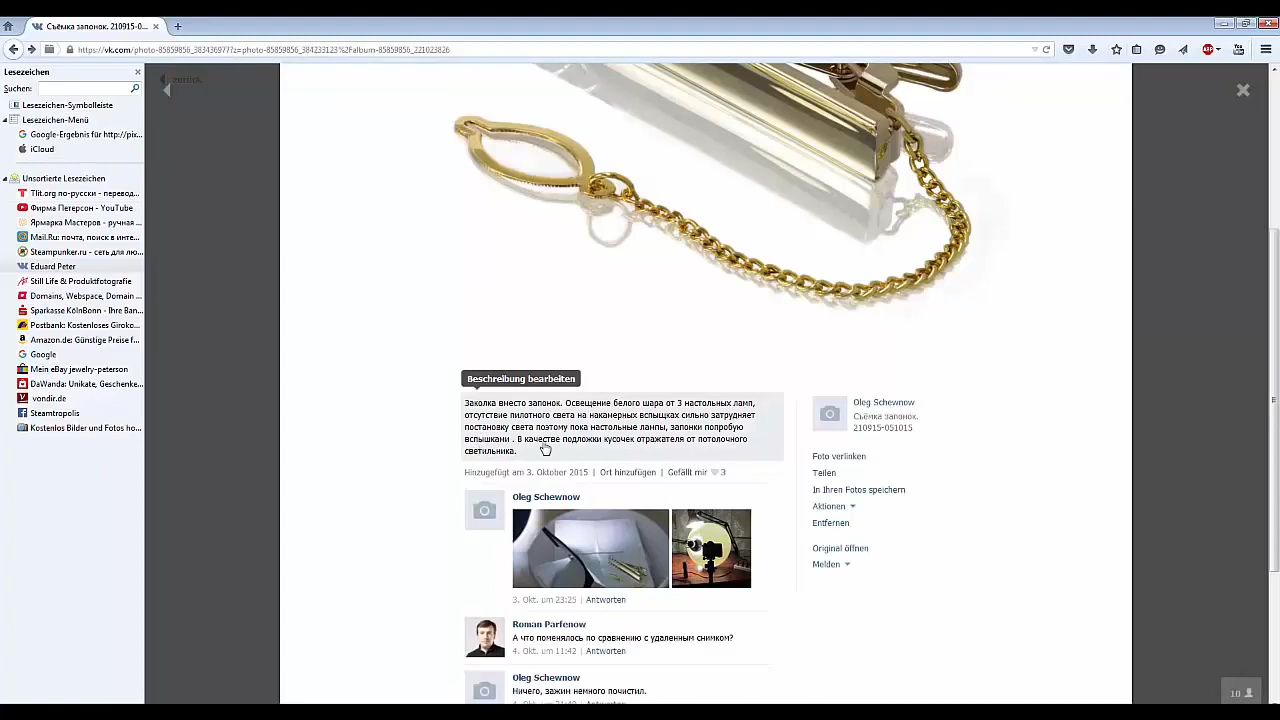 Съёмка запонок. 210915-0...
https://vk.com/photo-85859856_383436977?z=photo-85859856_384233123%2Falbum-85859856_221023826
Lesezeichen
Suchen:
Lesezeichen-Symbolleiste
Lesezeichen-Menü
Google-Ergebnis für http://pix...
iCloud
Unsortierte Lesezeichen
Tlit.org по-русски - перевод...
Фирма Петерсон - YouTube
Ярмарка Мастеров - ручная ...
Mail.Ru: почта, поиск в инте...
Steampunker.ru - сеть для лю...
Eduard Peter
Still Life & Produktfotografie
Domains, Webspace, Domain ...
Sparkasse KölnBonn - Ihre Ban...
Postbank: Kostenloses Giroko...
Amazon.de: Günstige Preise f...
Google
Mein eBay jewelry-peterson
DaWanda: Unikate, Geschenke...
vondir.de
Steamtropolis
Kostenlos Bilder und Fotos ho...
zurück
Beschreibung bearbeiten
Заколка вместо запонок. Освещение белого шара от 3 настольных ламп,
отсутствие пилотного света на накамерных вспыщках сильно затрудняет
постановку света поэтому пока настольные лампы, запонки попробую
вспышками . В качестве подложки кусочек отражателя от потолочного
светильника.
Hinzugefügt am 3. Oktober 2015 | Ort hinzufügen | Gefällt mir 3
Oleg Schewnow
3. Okt. um 23:25 | Antworten
Roman Parfenow
А что поменялось по сравнению с удаленным снимком?
4. Okt. um 11:42 | Antworten
Oleg Schewnow
Ничего, зажим немного почистил.
Oleg Schewnow
Съёмка запонок.
210915-051015
Foto verlinken
Teilen
In Ihren Fotos speichern
Aktionen
Entfernen
Original öffnen
Melden
10